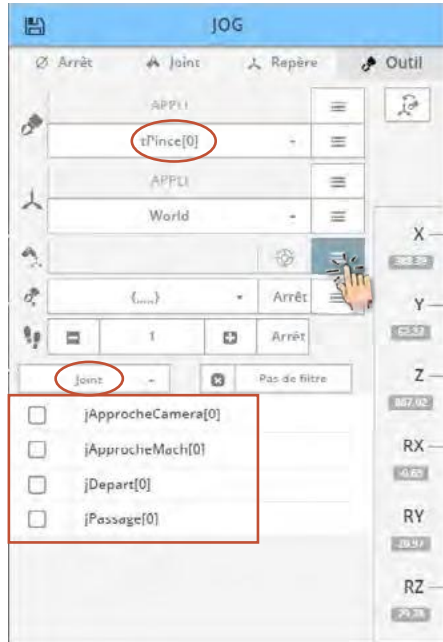 JOG
Arrêt Joint Repère Outil
APPLI
tPince[0]
APPLI
World
{.....} Arrêt
1 Arrêt
Joint Pas de filtre
jApprocheCamera[0]
jApprocheMach[0]
jDepart[0]
jPassage[0]
X
Y
Z
RX
RY
RZ